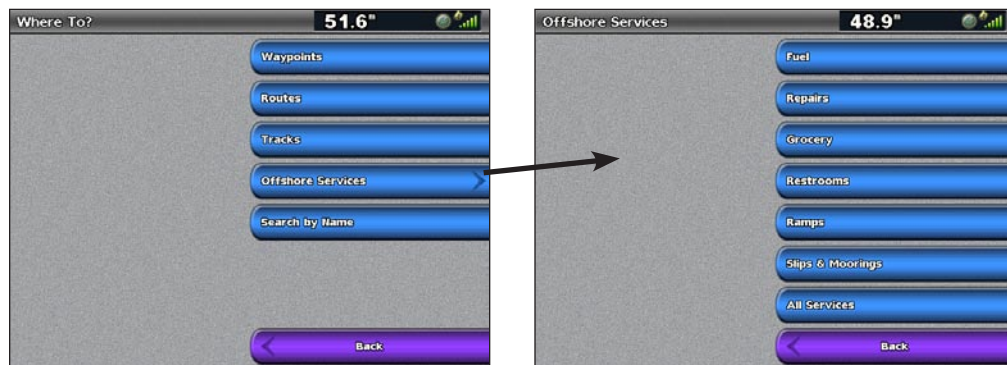 Where To?
51.6"
Waypoints
Routes
Tracks
Offshore Services
Search by Name
Back
Offshore Services
48.9"
Fuel
Repairs
Grocery
Restrooms
Ramps
Slips & Moorings
All Services
Back